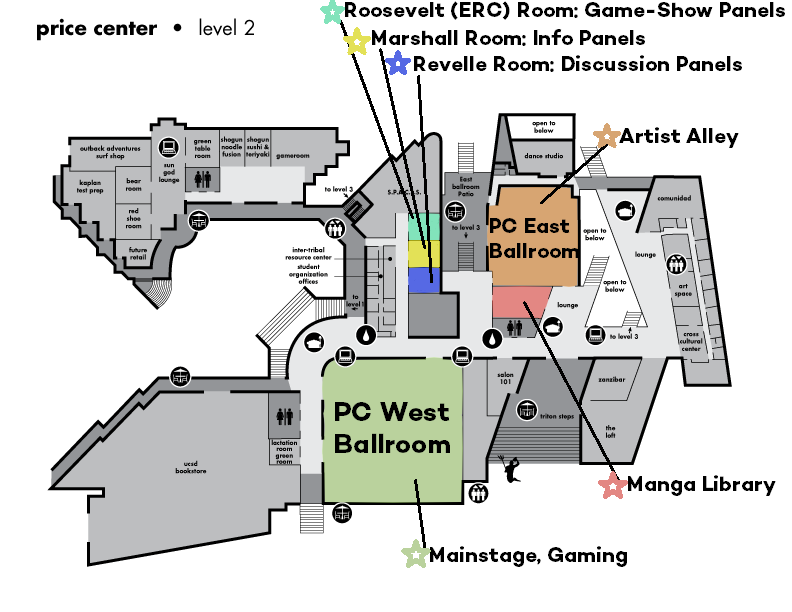 Roosevelt (ERC) Room: Game-Show Panels
price center • level 2
Marshall Room: Info Panels
Revelle Room: Discussion Panels
open to
below
Artist Alley
outback adventures
surf shop
green
table
room
shogun
noodle
fusion
shogun
sushi &
teriyaki
gameroom
dance studio
sun
god
lounge
kaplan
test prep
bear
room
to level 3
S.P.A.C.E.S.
East
ballroom
Patio
comunidad
red
shoe
room
PC East
Ballroom
to level 3
open to
below
future
retail
inter-tribal
resource center
student
organization
offices
lounge
open to
below
art
space
to
level 1
lounge
to level 3
cross
cultural
center
salon
101
zanzibar
PC West
Ballroom
triton steps
the
loft
lactation
room
green
room
ucsd
bookstore
Manga Library
Mainstage, Gaming